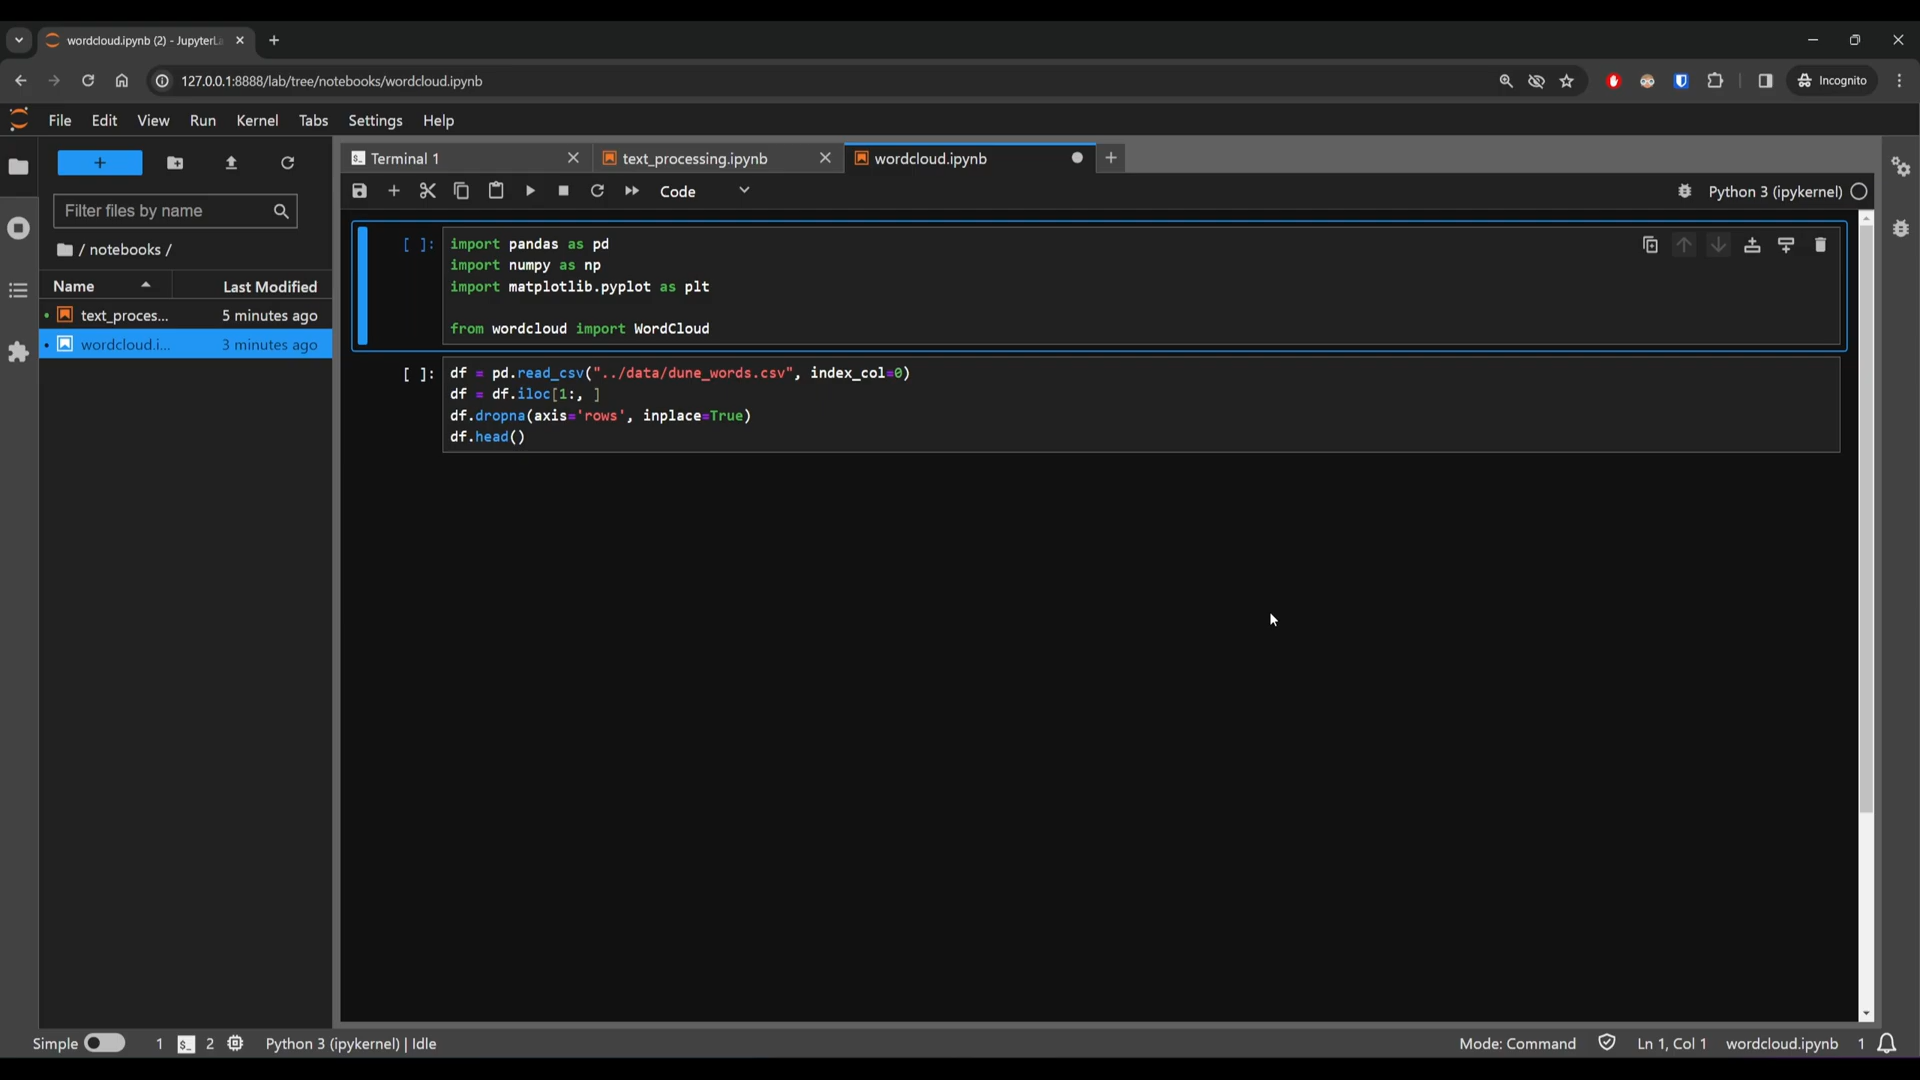 wordcloud.ipynb (2) - JupyterLa
127.0.0.1:8888/lab/tree/notebooks/wordcloud.ipynb
Incognito
File Edit View Run Kernel Tabs Settings Help
Terminal 1
text_processing.ipynb
wordcloud.ipynb
Code
Python 3 (ipykernel)
Filter files by name
/ notebooks /
Name Last Modified
text_proces... 5 minutes ago
wordcloud.i... 3 minutes ago
[ ]: import pandas as pd
import numpy as np
import matplotlib.pyplot as plt
from wordcloud import WordCloud
[ ]: df = pd.read_csv("../data/dune_words.csv", index_col=0)
df = df.iloc[1:, ]
df.dropna(axis='rows', inplace=True)
df.head()
Simple 1 $_ 2 Python 3 (ipykernel) | Idle Mode: Command Ln 1, Col 1 wordcloud.ipynb 1